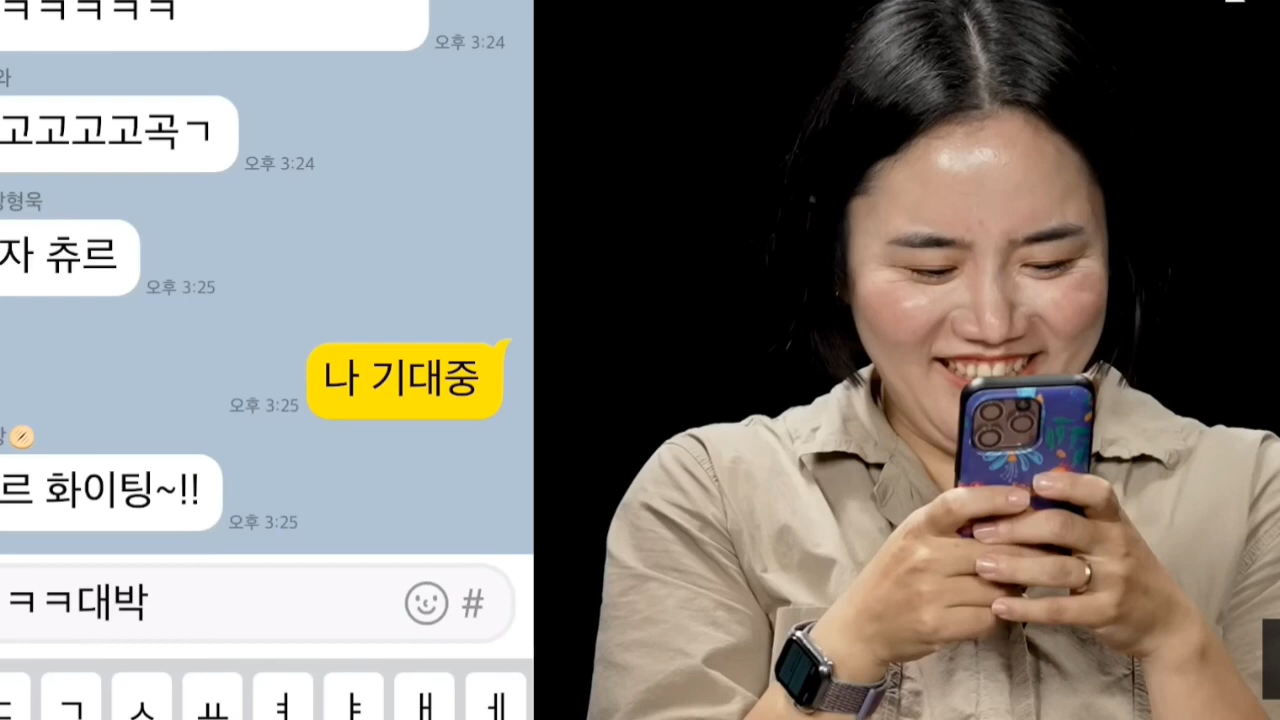 ㅋㅋㅋㅋㅋ
오후 3:24
와
고고고고곡ㄱ
오후 3:24
형욱
자 츄르
오후 3:25
나 기대중
오후 3:25
르 화이팅~!!
오후 3:25
ㅋㅋ대박
#
ㄱ ㅅ ㅛ ㅕ ㅑ ㅐ ㅔ